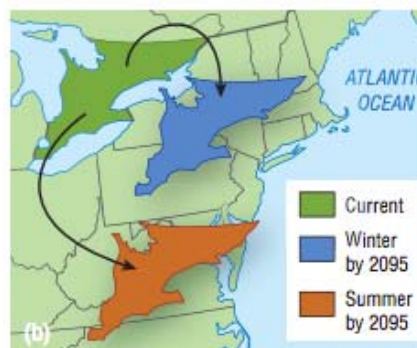 ATLANTIC
OCEAN
Current
Winter
by 2095
Summer
by 2095
(b)